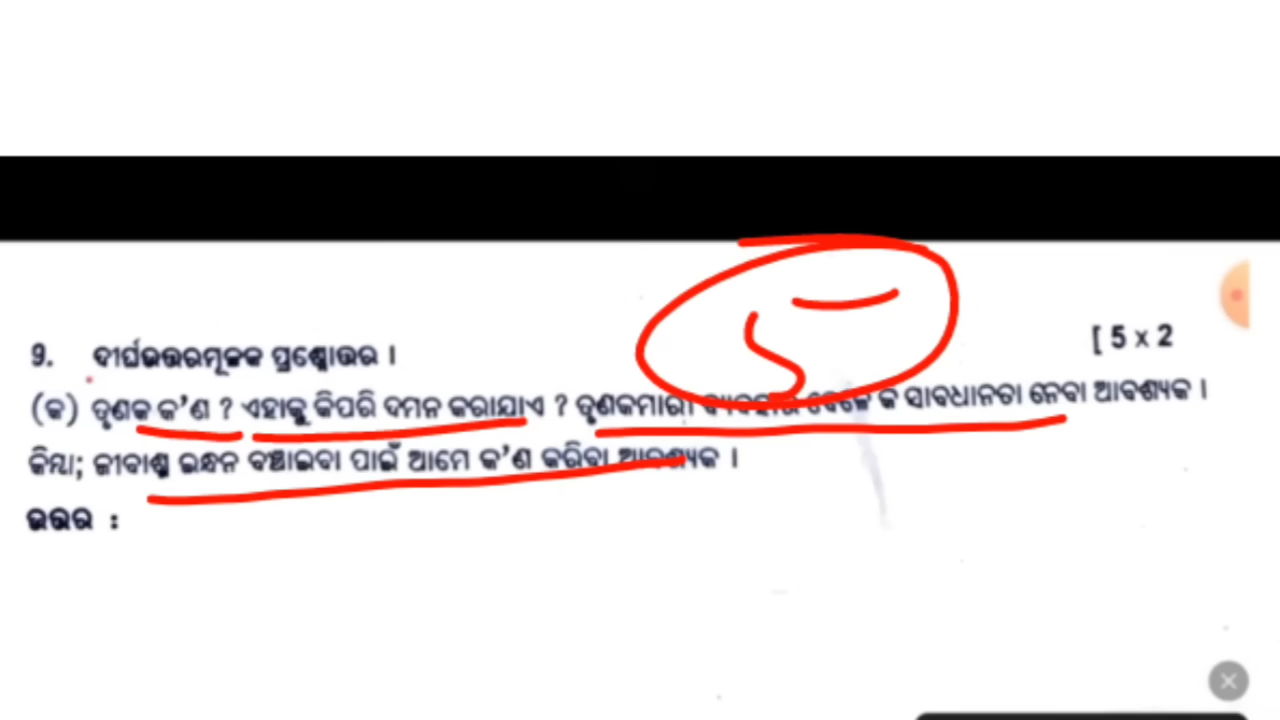 9. ଦୀର୍ଘଉତ୍ତରମୂଳକ ପ୍ରଶ୍ନୋତ୍ତର ।
[ 5 x 2
(କ) ତୃଣକ କ'ଣ ? ଏହାକୁ କିପରି ଦମନ କରାଯାଏ ? ତୃଣକମାରୀ ବ୍ୟବହାର ବେଳେ କି ସାବଧାନତା ନେବା ଆବଶ୍ୟକ ।
କିମ୍ବା; ଜୀବାଶ୍ମ ଇନ୍ଧନ ବଞ୍ଚାଇବା ପାଇଁ ଆମେ କ'ଣ କରିବା ଆବଶ୍ୟକ ।
ଉତ୍ତର :